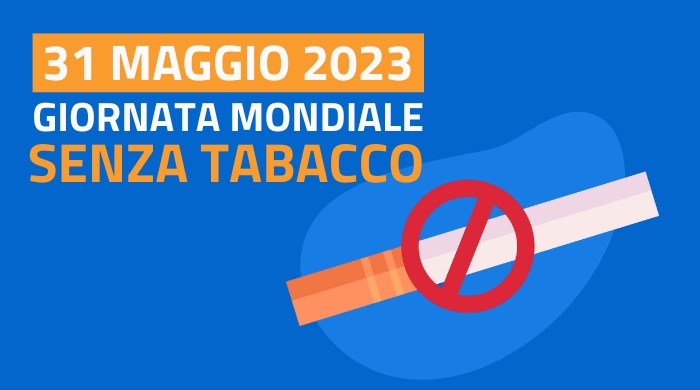 31 MAGGIO 2023
GIORNATA MONDIALE
SENZA TABACCO